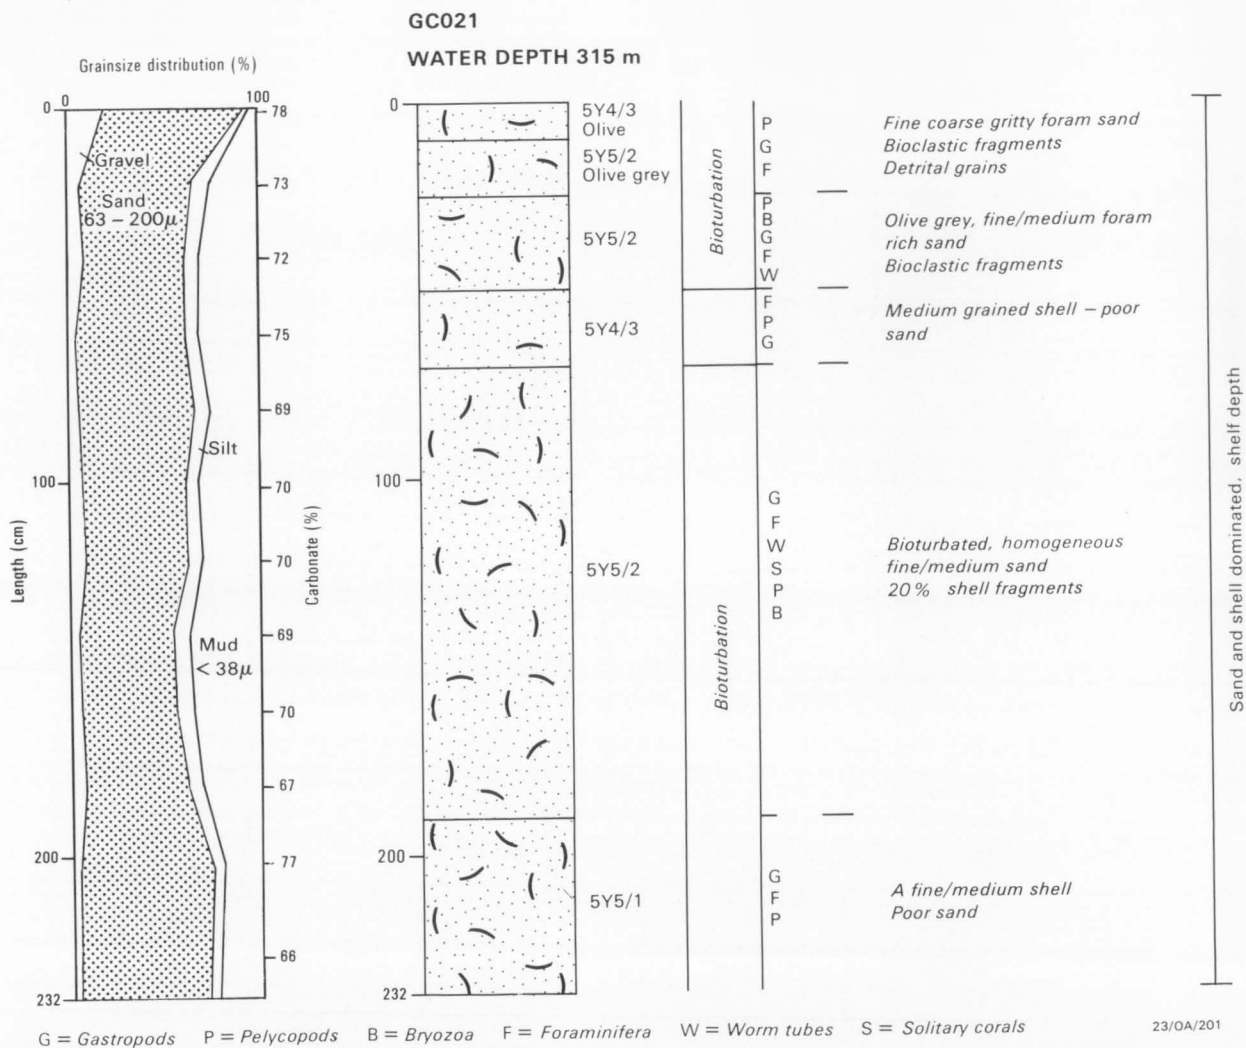 GC021
WATER DEPTH 315 m
Grainsize distribution (%)
0 100
0
100
200
232
Length (cm)
Gravel
Sand
63 – 200μ
Silt
Mud
< 38μ
78
73
72
75
69
70
70
69
70
67
77
66
Carbonate (%)
0
100
200
232
5Y4/3
Olive
5Y5/2
Olive grey
5Y5/2
5Y4/3
5Y5/2
5Y5/1
Bioturbation
Bioturbation
P
G
F
P
B
G
F
W
F
P
G
G
F
W
S
P
B
G
F
P
Fine coarse gritty foram sand
Bioclastic fragments
Detrital grains
Olive grey, fine/medium foram
rich sand
Bioclastic fragments
Medium grained shell – poor
sand
Bioturbated, homogeneous
fine/medium sand
20% shell fragments
A fine/medium shell
Poor sand
Sand and shell dominated, shelf depth
G = Gastropods P = Pelycopods B = Bryozoa F = Foraminifera W = Worm tubes S = Solitary corals
23/OA/201